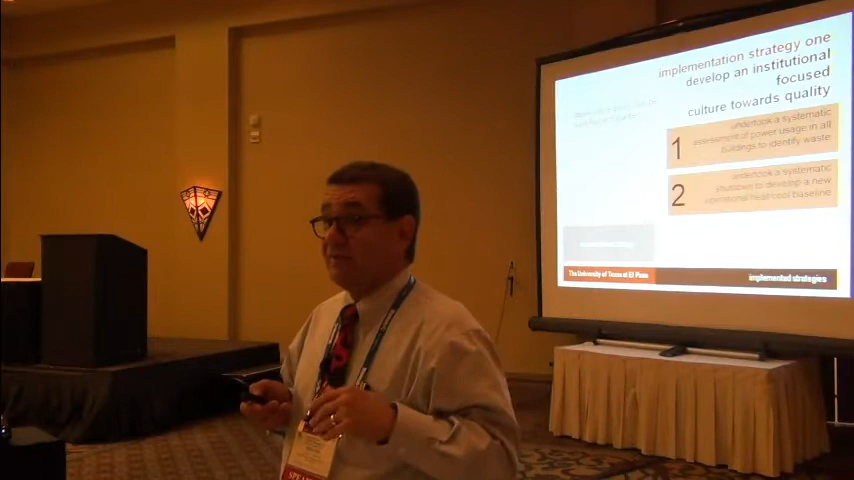 implementation strategy one
develop an institutional
focused
culture towards quality
1
undertook a systematic
assessment of power usage in all
buildings to identify waste
2
undertook a systematic
shutdown to develop a new
operational heat/cool baseline
The University of Texas at El Paso
implemented strategies